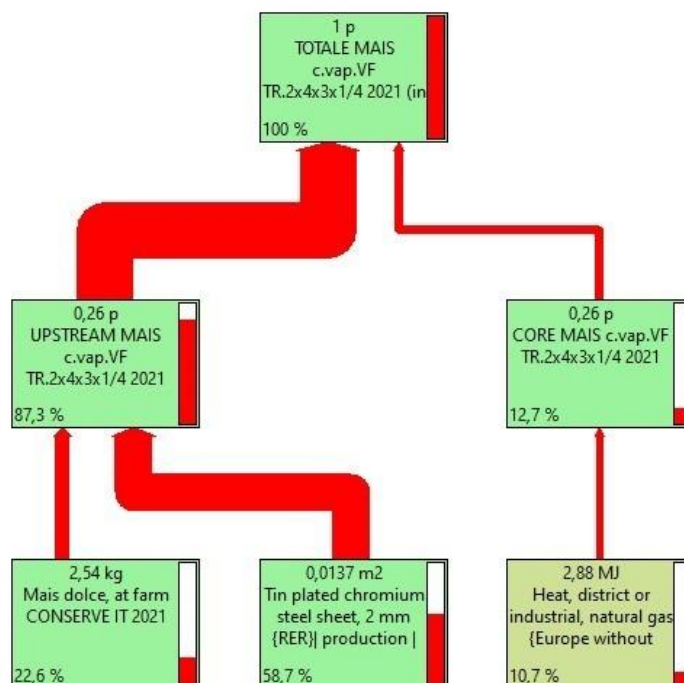 1 p
TOTALE MAIS
c.vap.VF
TR.2x4x3x1/4 2021 (in
100 %
0,26 p
UPSTREAM MAIS
c.vap.VF
TR.2x4x3x1/4 2021
87,3 %
0,26 p
CORE MAIS c.vap.VF
TR.2x4x3x1/4 2021
12,7 %
2,54 kg
Mais dolce, at farm
CONSERVE IT 2021
22,6 %
0,0137 m2
Tin plated chromium
steel sheet, 2 mm
{RER}| production |
58,7 %
2,88 MJ
Heat, district or
industrial, natural gas
{Europe without
10,7 %